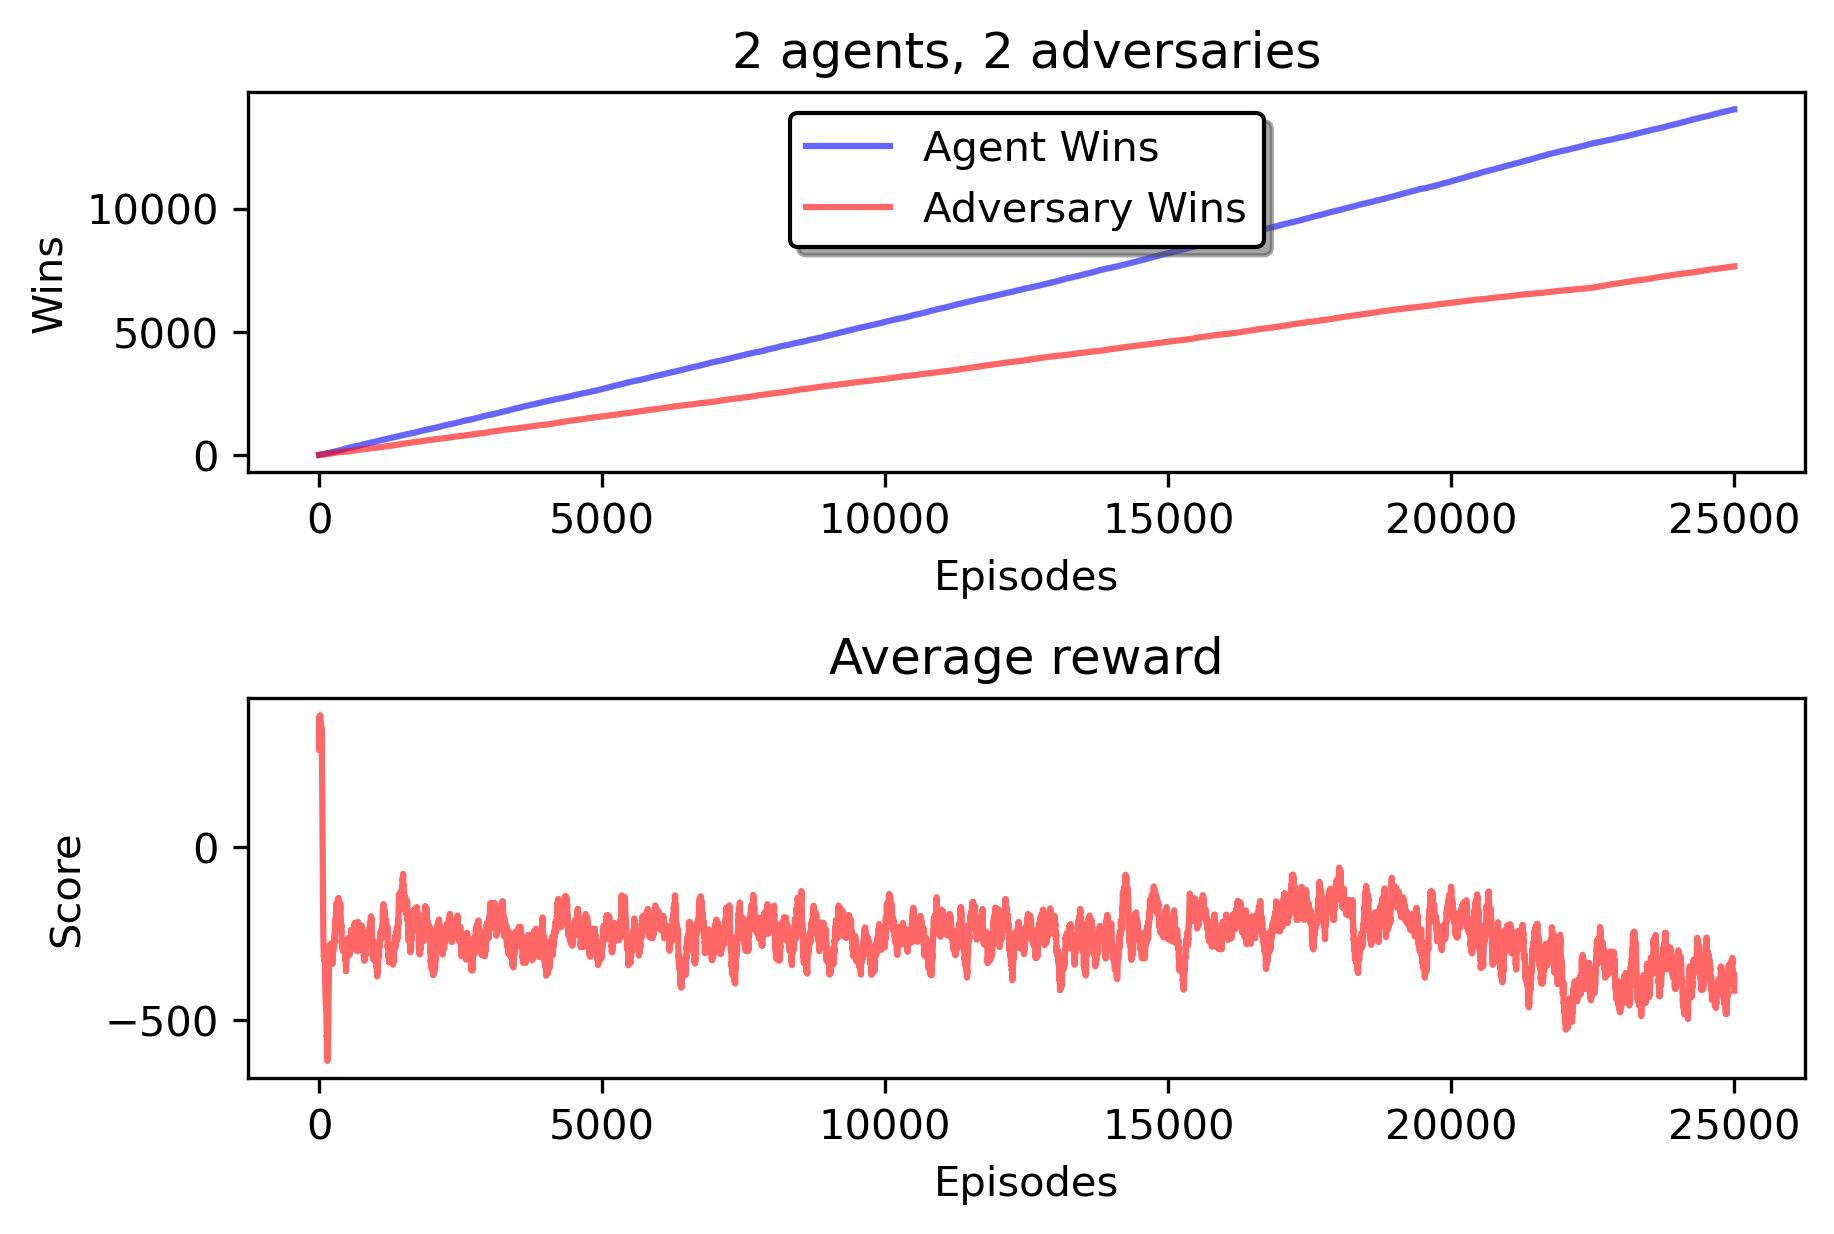 2 agents, 2 adversaries
Agent Wins
Adversary Wins
Wins
10000
5000
0
0 5000 10000 15000 20000 25000
Episodes
Average reward
Score
0
−500
0 5000 10000 15000 20000 25000
Episodes